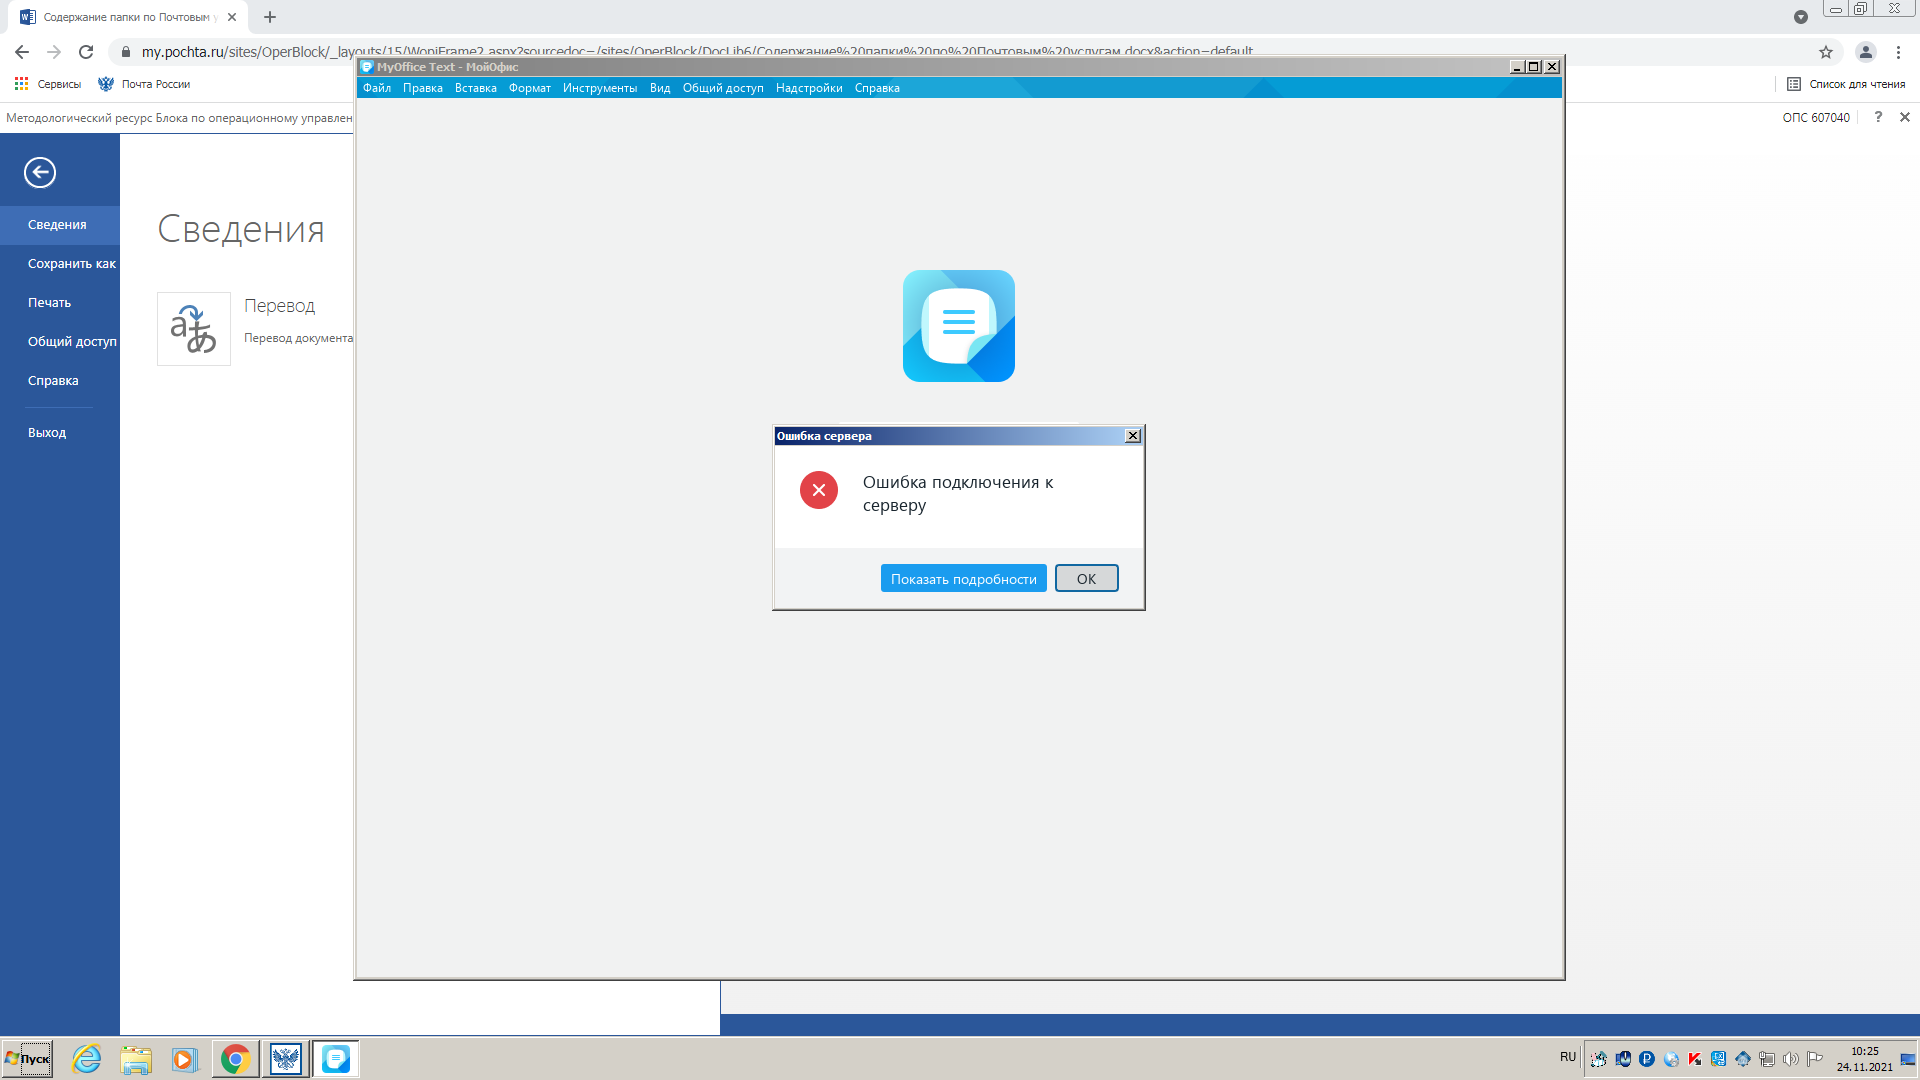 Содержание папки по Почтовым
my.pochta.ru/sites/OperBlock/_layouts/15/WopiFrame2.aspx?sourcedoc=/sites/OperBlock/DocLib6/Содержание%20папки%20по%20Почтовым%20услугам.docx&action=default
Сервисы
Почта России
Список для чтения
Методологический ресурс Блока по операционному
ОПС 607040
?
MyOffice Text - МойОфис
Файл Правка Вставка Формат Инструменты Вид Общий доступ Надстройки Справка
Сведения
Сохранить как
Печать
Общий доступ
Справка
Выход
Сведения
Перевод
Перевод документа
Ошибка сервера
Ошибка подключения к
серверу
Показать подробности
OK
Пуск
RU
10:25
24.11.2021